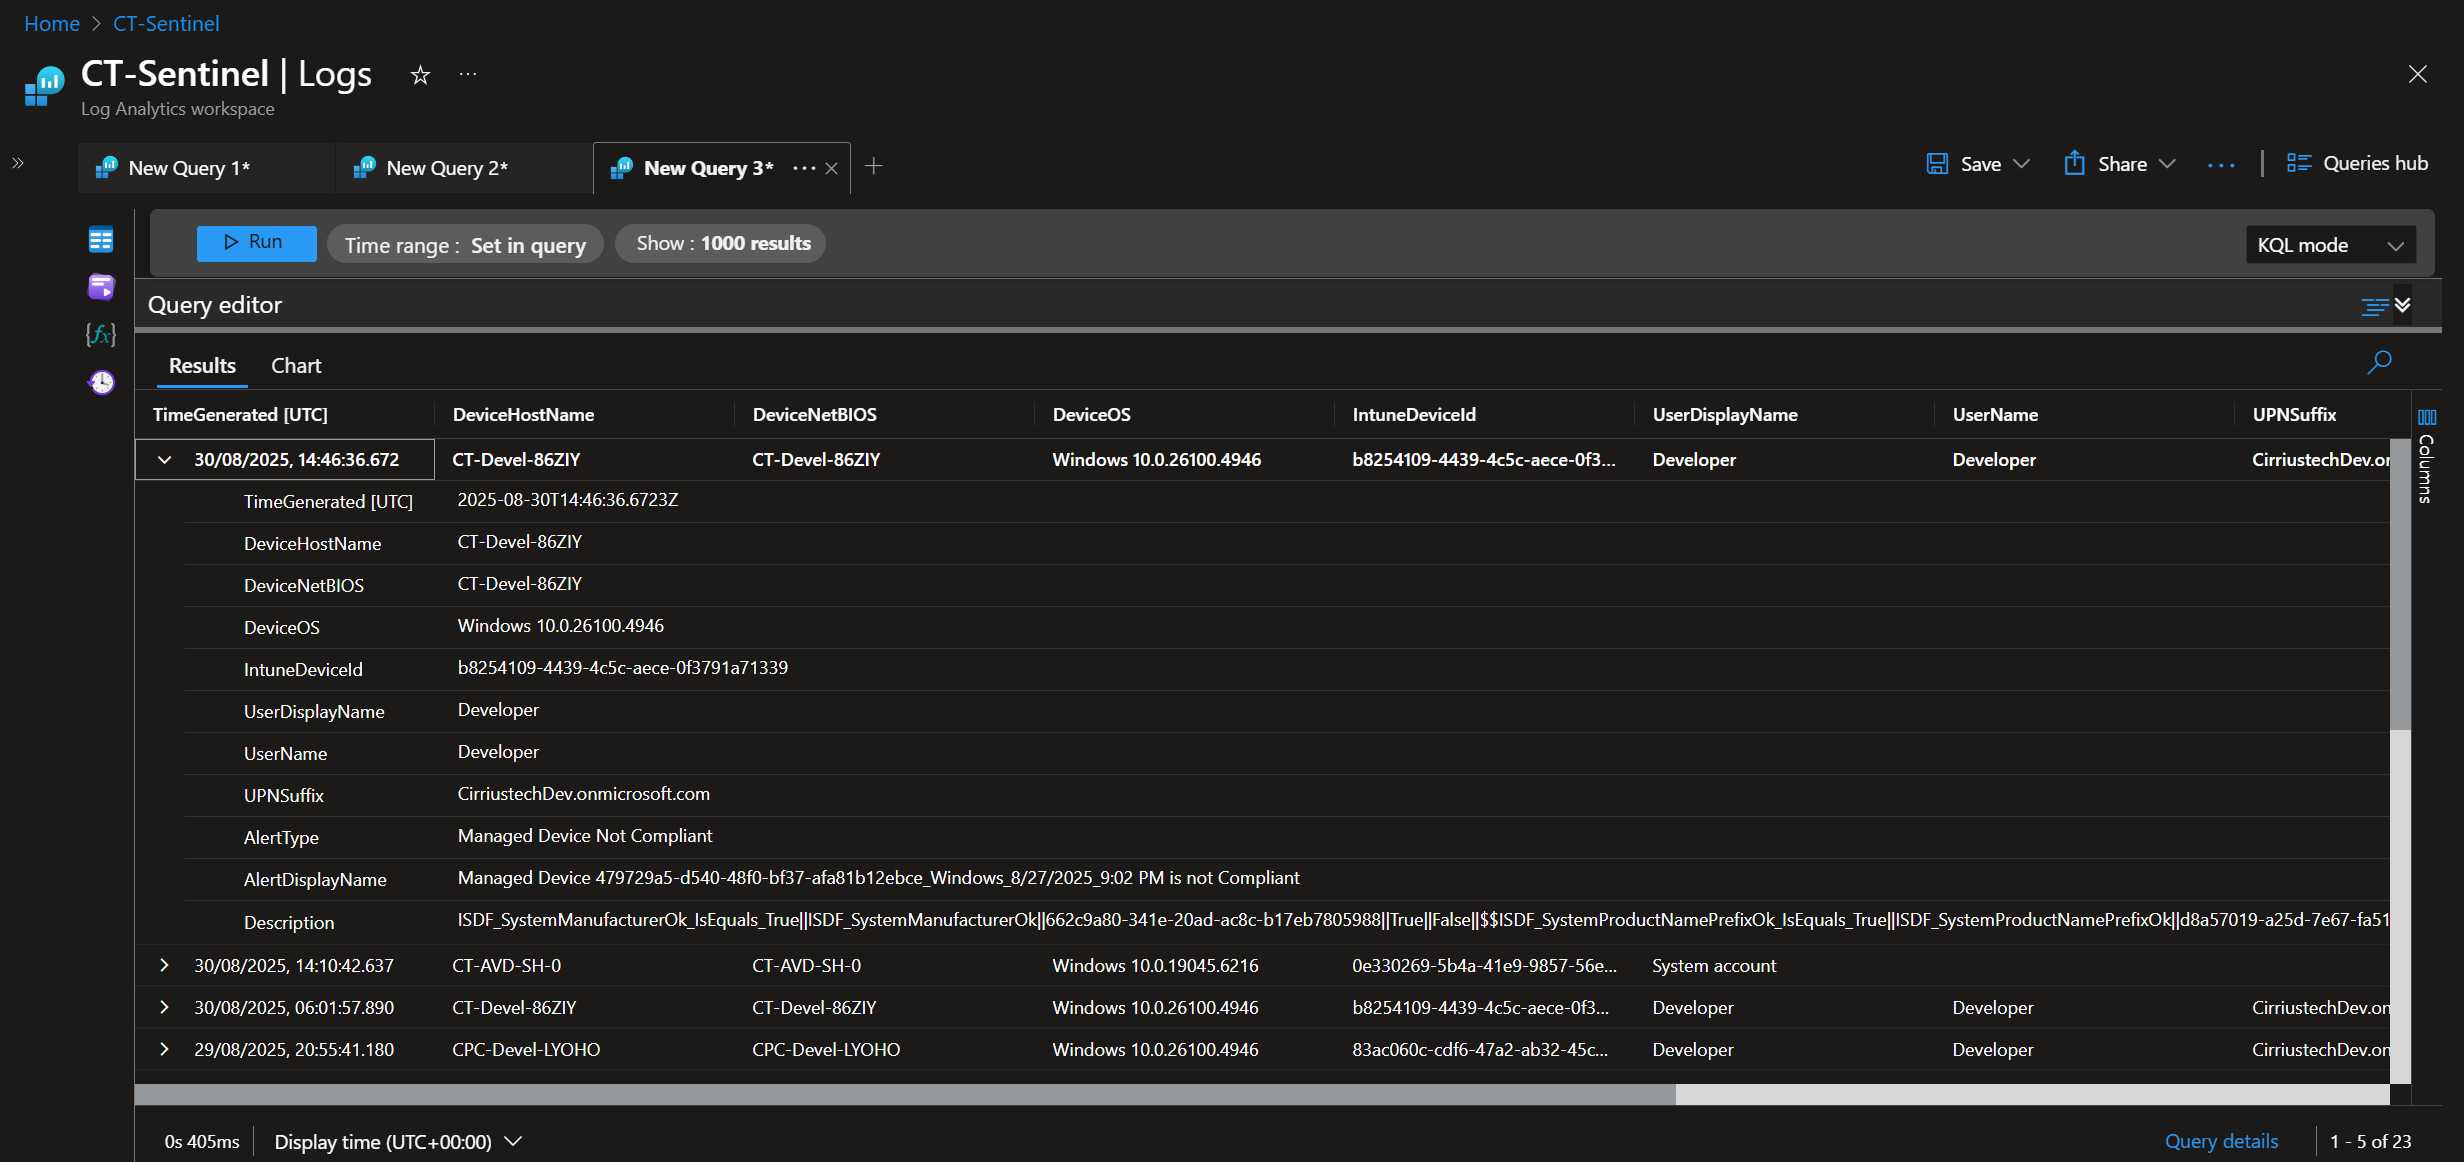 Home > CT-Sentinel
CT-Sentinel | Logs
Log Analytics workspace
New Query 1*
New Query 2*
New Query 3*
Save
Share
Queries hub
Run
Time range : Set in query
Show : 1000 results
KQL mode
Query editor
Results
Chart
TimeGenerated [UTC] DeviceHostName DeviceNetBIOS DeviceOS IntuneDeviceId UserDisplayName UserName UPNSuffix
Columns
30/08/2025, 14:46:36.672 CT-Devel-86ZIY CT-Devel-86ZIY Windows 10.0.26100.4946 b8254109-4439-4c5c-aece-0f3... Developer Developer CirriustechDev.or
TimeGenerated [UTC] 2025-08-30T14:46:36.6723Z
DeviceHostName CT-Devel-86ZIY
DeviceNetBIOS CT-Devel-86ZIY
DeviceOS Windows 10.0.26100.4946
IntuneDeviceId b8254109-4439-4c5c-aece-0f3791a71339
UserDisplayName Developer
UserName Developer
UPNSuffix CirriustechDev.onmicrosoft.com
AlertType Managed Device Not Compliant
AlertDisplayName Managed Device 479729a5-d540-48f0-bf37-afa81b12ebce_Windows_8/27/2025_9:02 PM is not Compliant
Description ISDF_SystemManufacturerOk_IsEquals_True||ISDF_SystemManufacturerOk||662c9a80-341e-20ad-ac8c-b17eb7805988||True||False||$$ISDF_SystemProductNamePrefixOk_IsEquals_True||ISDF_SystemProductNamePrefixOk||d8a57019-a25d-7e67-fa51
30/08/2025, 14:10:42.637 CT-AVD-SH-0 CT-AVD-SH-0 Windows 10.0.19045.6216 0e330269-5b4a-41e9-9857-56e... System account
30/08/2025, 06:01:57.890 CT-Devel-86ZIY CT-Devel-86ZIY Windows 10.0.26100.4946 b8254109-4439-4c5c-aece-0f3... Developer Developer CirriustechDev.on
29/08/2025, 20:55:41.180 CPC-Devel-LYOHO CPC-Devel-LYOHO Windows 10.0.26100.4946 83ac060c-cdf6-47a2-ab32-45c... Developer Developer CirriustechDev.on
0s 405ms
Display time (UTC+00:00)
Query details
1 - 5 of 23